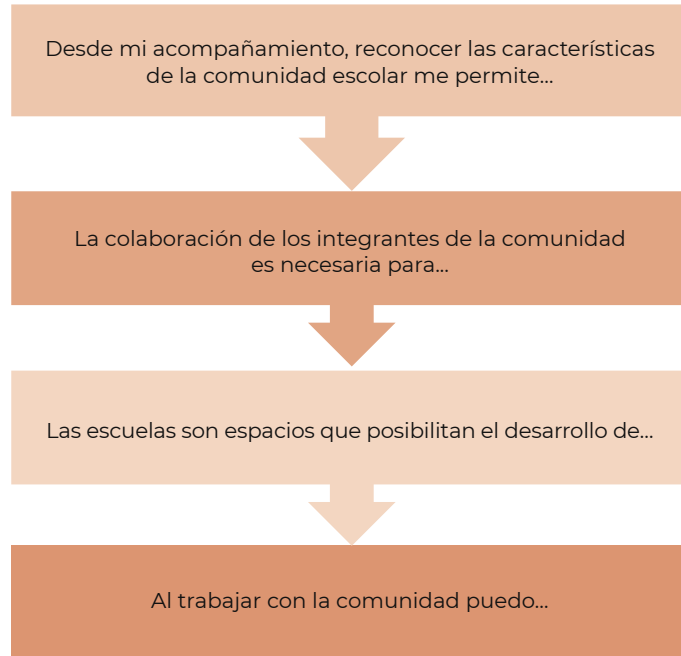 Desde mi acompañamiento, reconocer las características
de la comunidad escolar me permite...
La colaboración de los integrantes de la comunidad
es necesaria para...
Las escuelas son espacios que posibilitan el desarrollo de...
Al trabajar con la comunidad puedo...